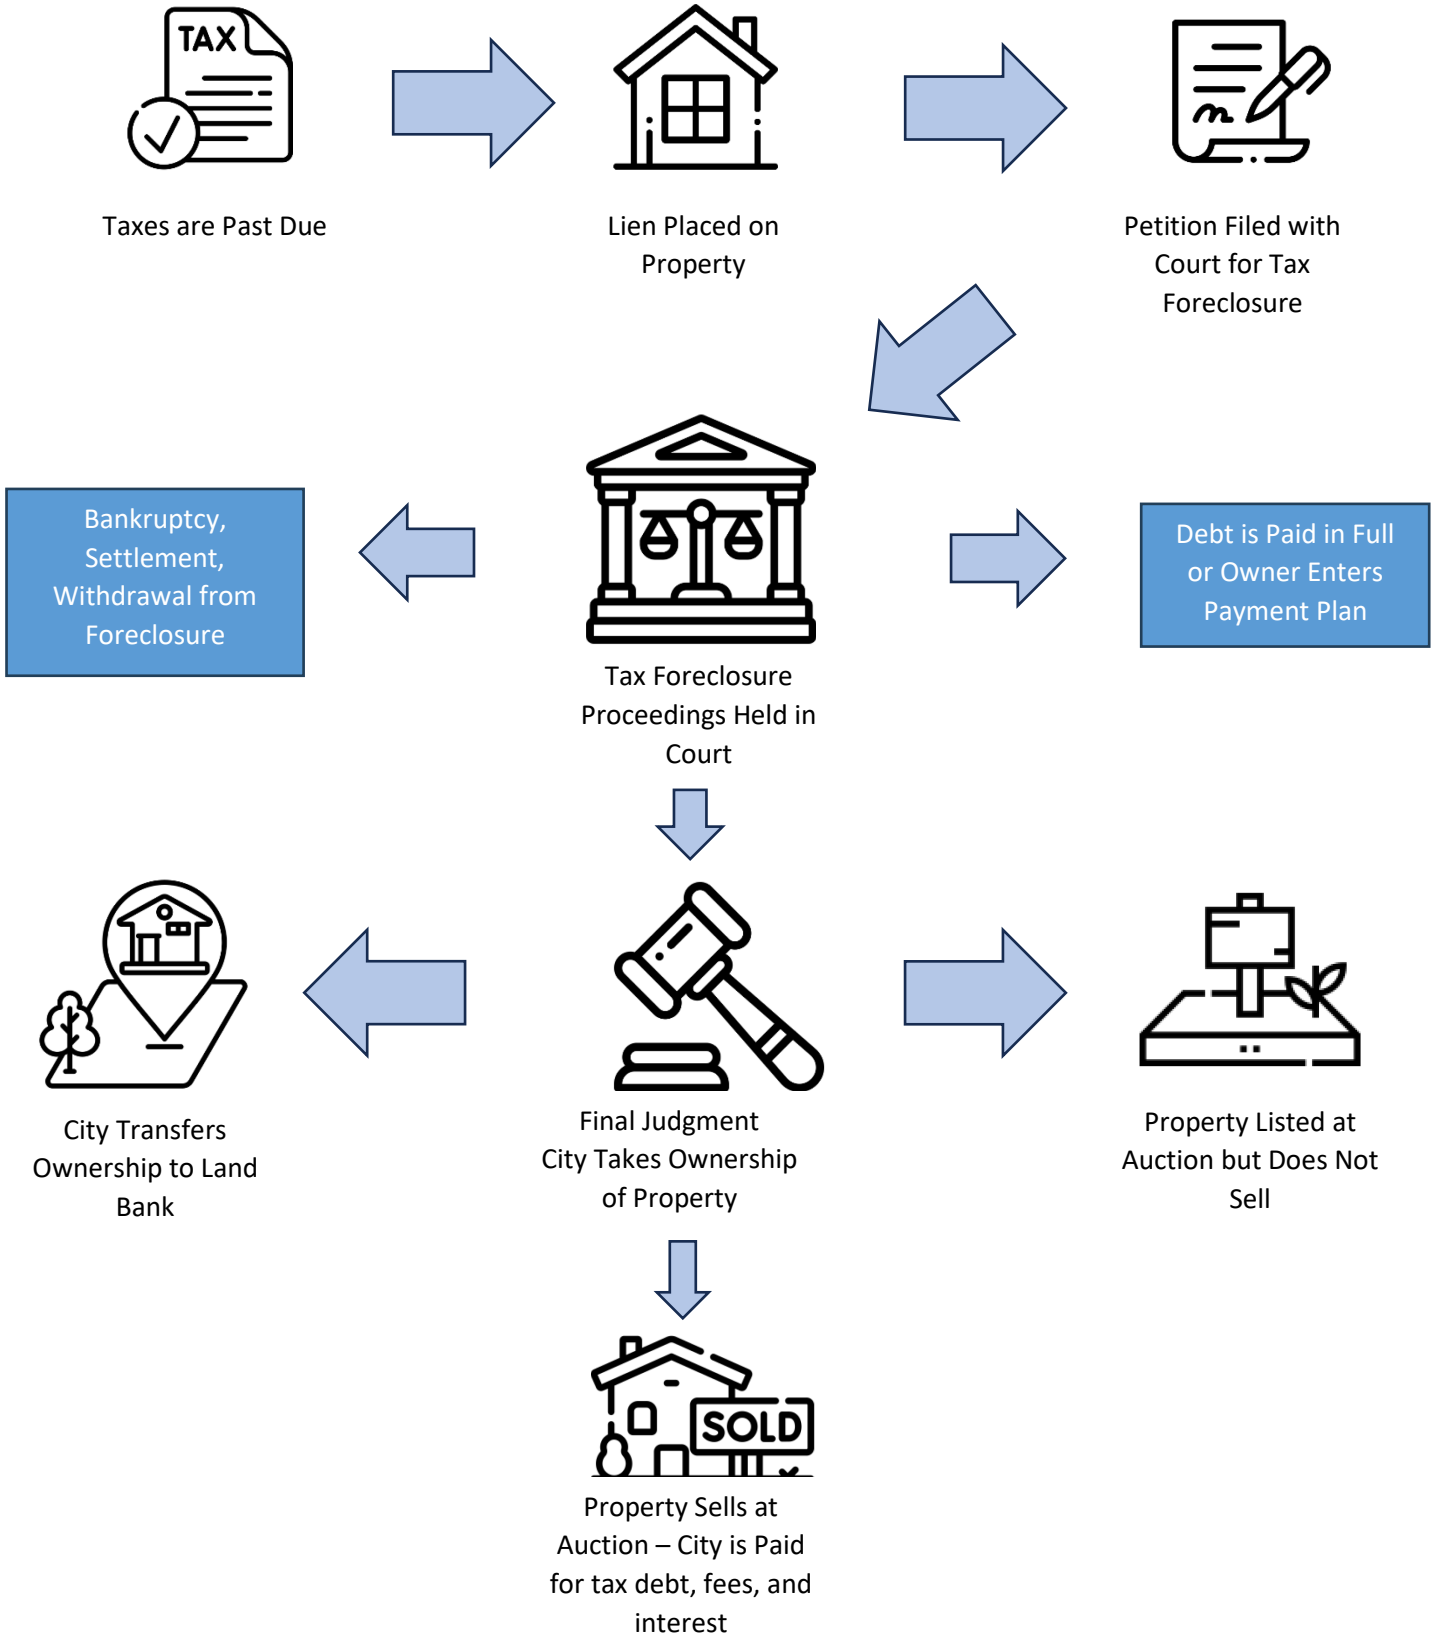 TAX
Taxes are Past Due
Lien Placed on
Property
Petition Filed with
Court for Tax
Foreclosure
Bankruptcy,
Settlement,
Withdrawal from
Foreclosure
Tax Foreclosure
Proceedings Held in
Court
Debt is Paid in Full
or Owner Enters
Payment Plan
City Transfers
Ownership to Land
Bank
Final Judgment
City Takes Ownership
of Property
Property Listed at
Auction but Does Not
Sell
SOLD
Property Sells at
Auction – City is Paid
for tax debt, fees, and
interest